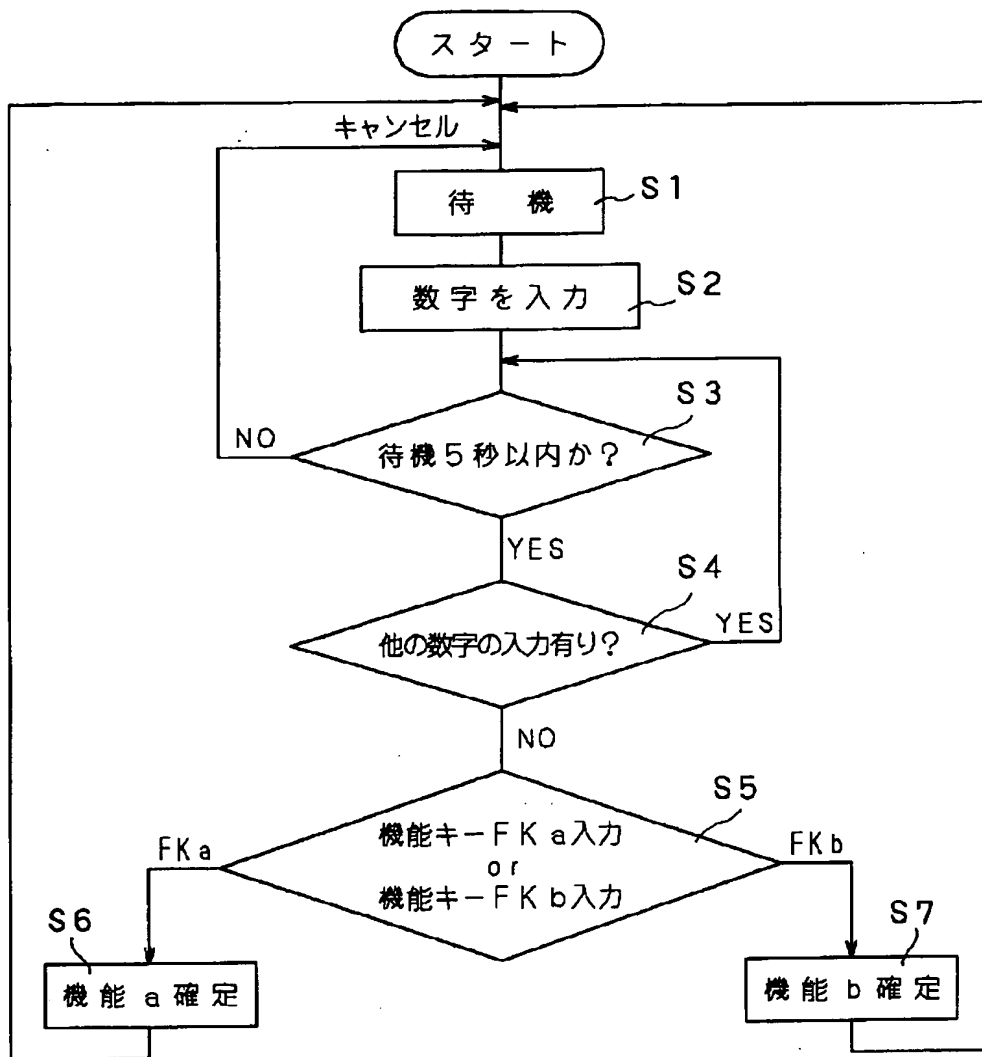 スタート
キャンセル
待機
S1
数字を入力
S2
S3
NO
待機5秒以内か?
YES
S4
他の数字の入力有り?
YES
NO
S5
FKa
機能キーFKa入力
or
機能キーFKb入力
FKb
S6
S7
機能a確定
機能b確定